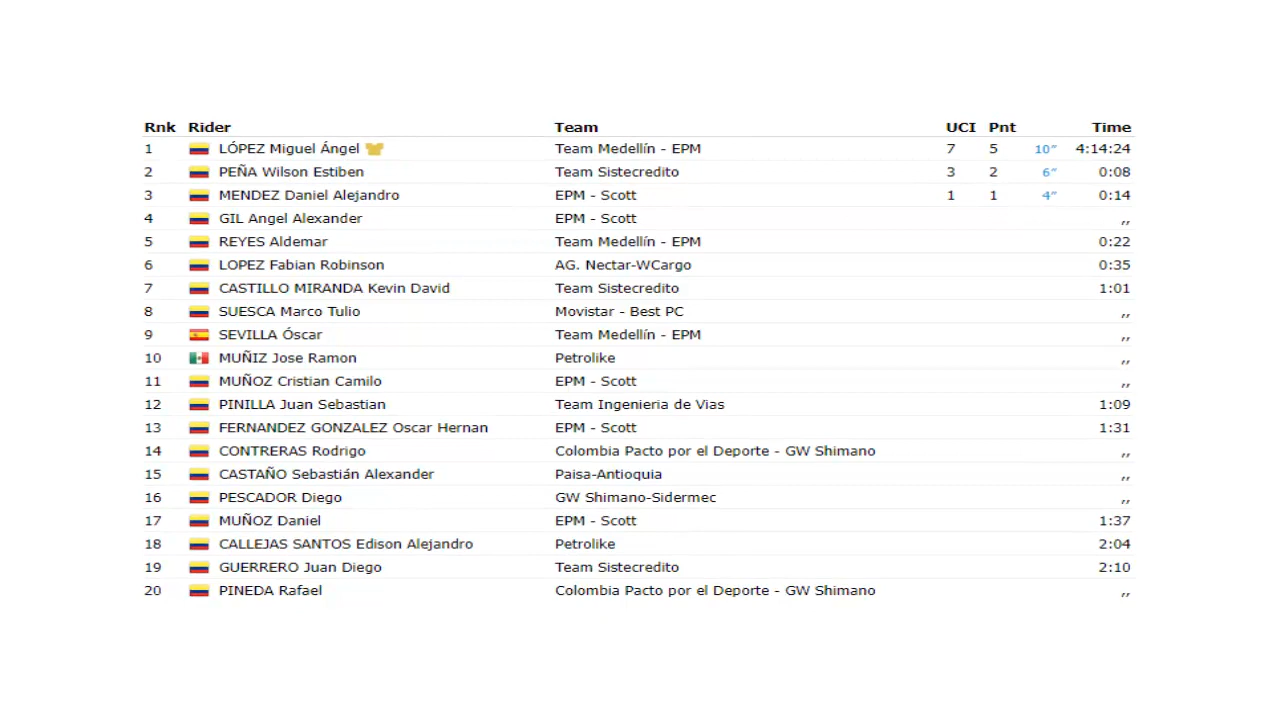 Rnk Rider Team UCI Pnt Time
1 LÓPEZ Miguel Ángel Team Medellín - EPM 7 5 10″ 4:14:24
2 PEÑA Wilson Estiben Team Sistecredito 3 2 6″ 0:08
3 MENDEZ Daniel Alejandro EPM - Scott 1 1 4″ 0:14
4 GIL Angel Alexander EPM - Scott ,,
5 REYES Aldemar Team Medellín - EPM 0:22
6 LOPEZ Fabian Robinson AG. Nectar-WCargo 0:35
7 CASTILLO MIRANDA Kevin David Team Sistecredito 1:01
8 SUESCA Marco Tulio Movistar - Best PC ,,
9 SEVILLA Óscar Team Medellín - EPM ,,
10 MUÑIZ Jose Ramon Petrolike ,,
11 MUÑOZ Cristian Camilo EPM - Scott ,,
12 PINILLA Juan Sebastian Team Ingenieria de Vias 1:09
13 FERNANDEZ GONZALEZ Oscar Hernan EPM - Scott 1:31
14 CONTRERAS Rodrigo Colombia Pacto por el Deporte - GW Shimano ,,
15 CASTAÑO Sebastián Alexander Paisa-Antioquia ,,
16 PESCADOR Diego GW Shimano-Sidermec ,,
17 MUÑOZ Daniel EPM - Scott 1:37
18 CALLEJAS SANTOS Edison Alejandro Petrolike 2:04
19 GUERRERO Juan Diego Team Sistecredito 2:10
20 PINEDA Rafael Colombia Pacto por el Deporte - GW Shimano ,,